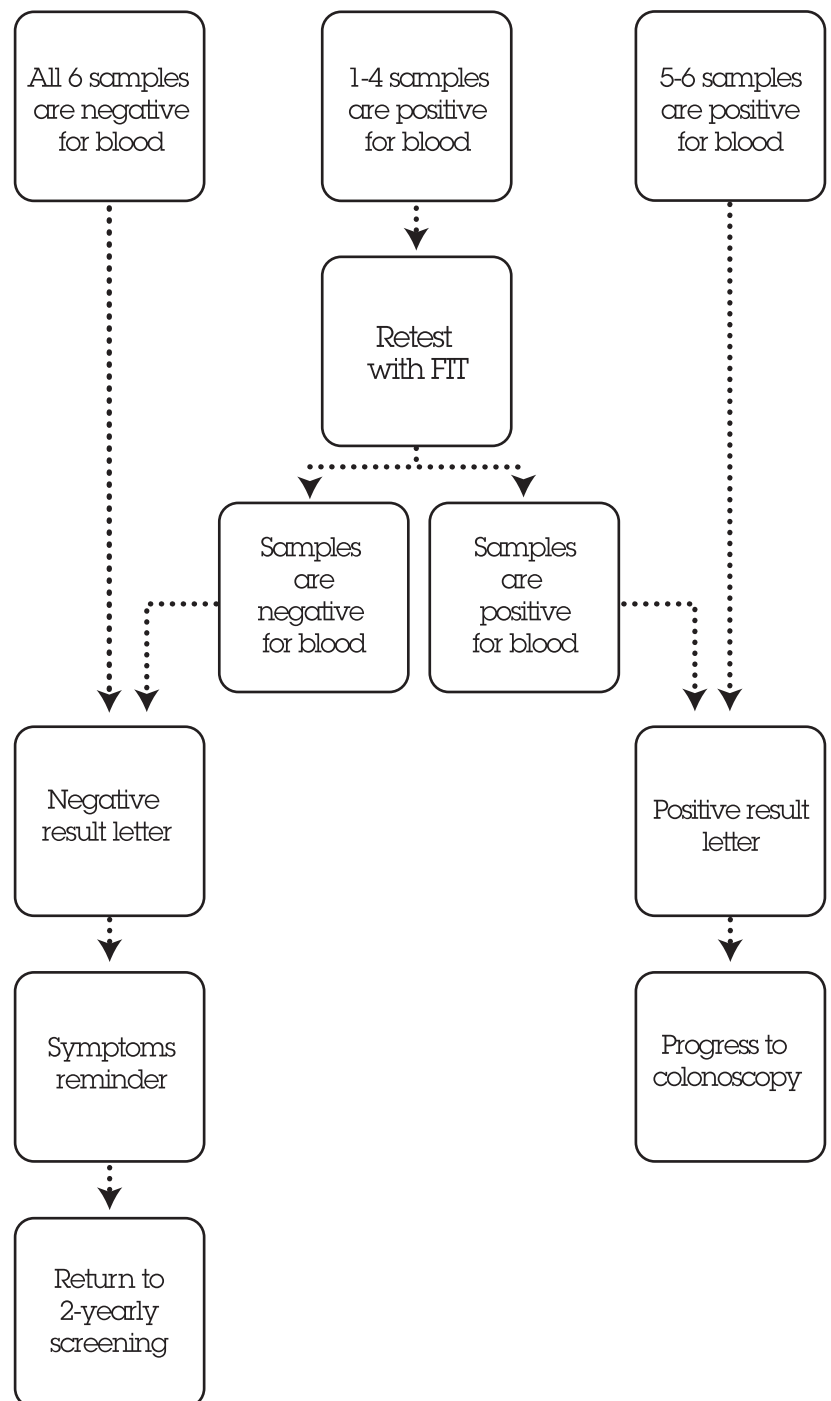 All 6 samples
are negative
for blood
1-4 samples
are positive
for blood
5-6 samples
are positive
for blood
Retest
with FIT
Samples
are
negative
for blood
Samples
are
positive
for blood
Negative
result letter
Positive result
letter
Symptoms
reminder
Progress to
colonoscopy
Return to
2-yearly
screening